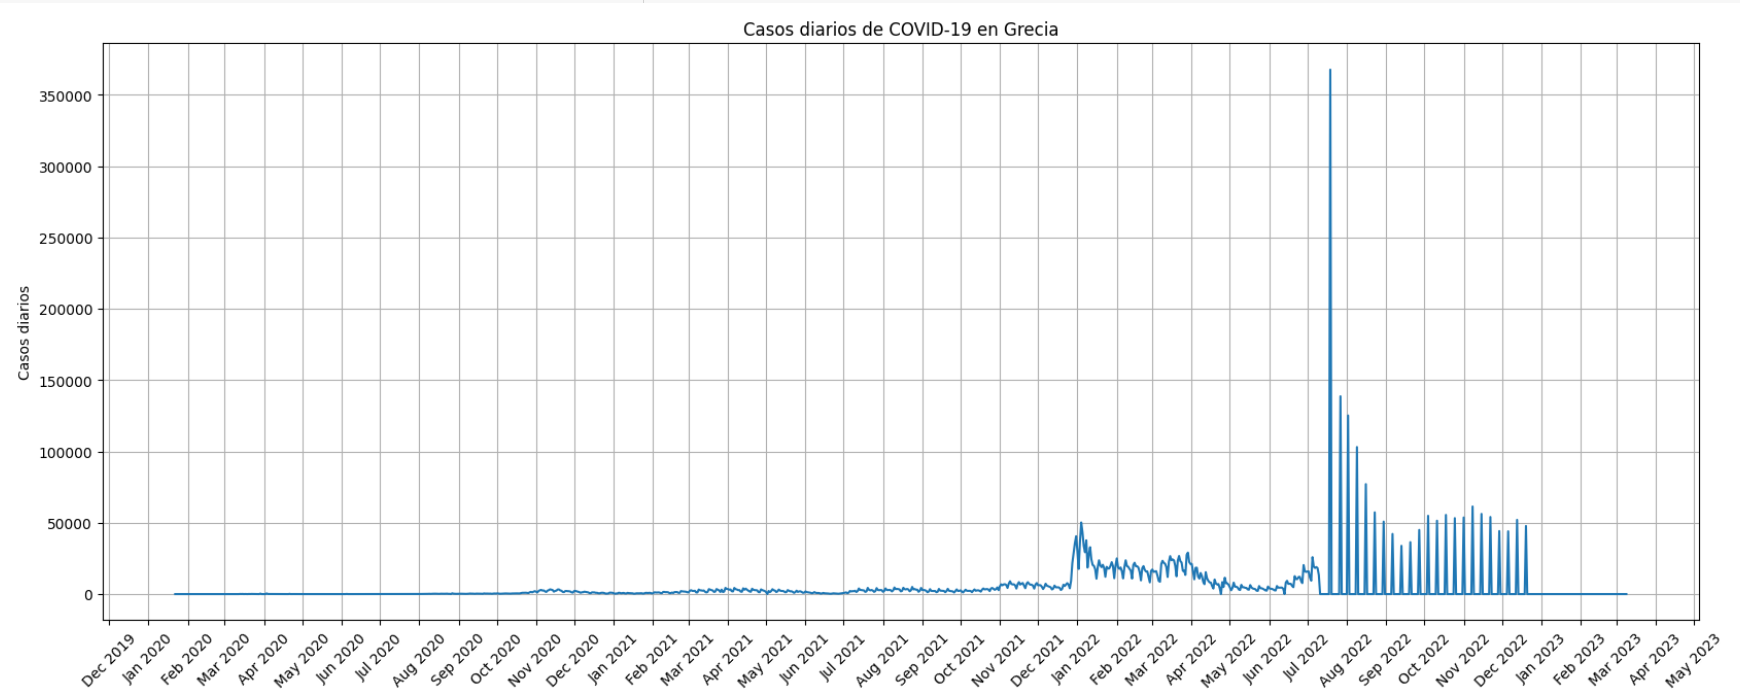 Casos diarios de COVID-19 en Grecia
Casos diarios
350000
300000
250000
200000
150000
100000
50000
0
Dec 2019
Jan 2020
Feb 2020
Mar 2020
Apr 2020
May 2020
Jun 2020
Jul 2020
Aug 2020
Sep 2020
Oct 2020
Nov 2020
Dec 2020
Jan 2021
Feb 2021
Mar 2021
Apr 2021
May 2021
Jun 2021
Jul 2021
Aug 2021
Sep 2021
Oct 2021
Nov 2021
Dec 2021
Jan 2022
Feb 2022
Mar 2022
Apr 2022
May 2022
Jun 2022
Jul 2022
Aug 2022
Sep 2022
Oct 2022
Nov 2022
Dec 2022
Jan 2023
Feb 2023
Mar 2023
Apr 2023
May 2023